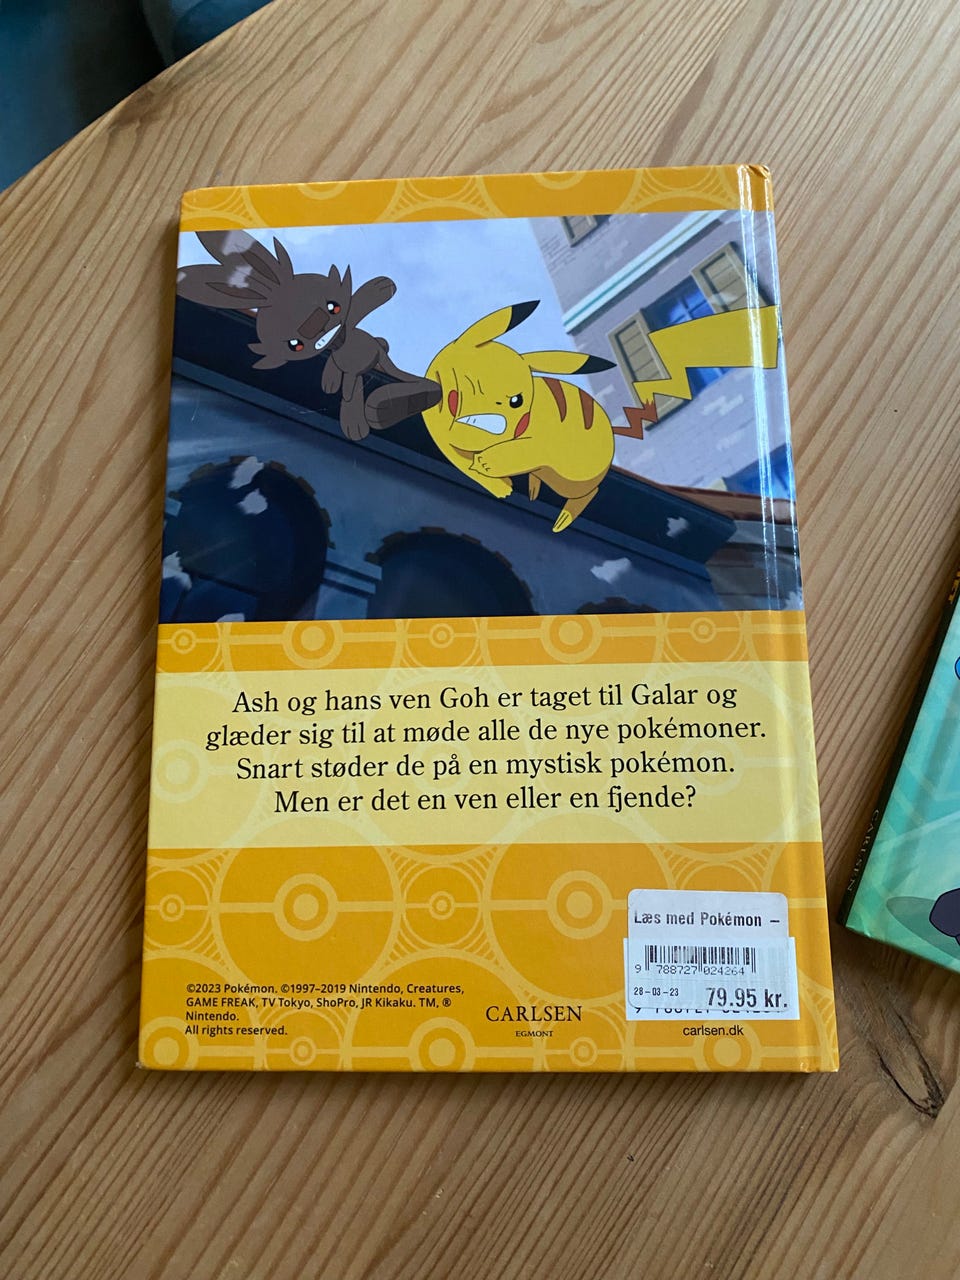 Ash og hans ven Goh er taget til Galar og
glæder sig til at møde alle de nye pokémoner.
Snart støder de på en mystisk pokémon.
Men er det en ven eller en fjende?
©2023 Pokémon. ©1997–2019 Nintendo, Creatures,
GAME FREAK, TV Tokyo, ShoPro, JR Kikaku. TM, ®
Nintendo.
All rights reserved.
CARLSEN
EGMONT
Læs med Pokémon –
9 788727 024264
28-03-23 79.95 kr.
carlsen.dk
CARLSEN